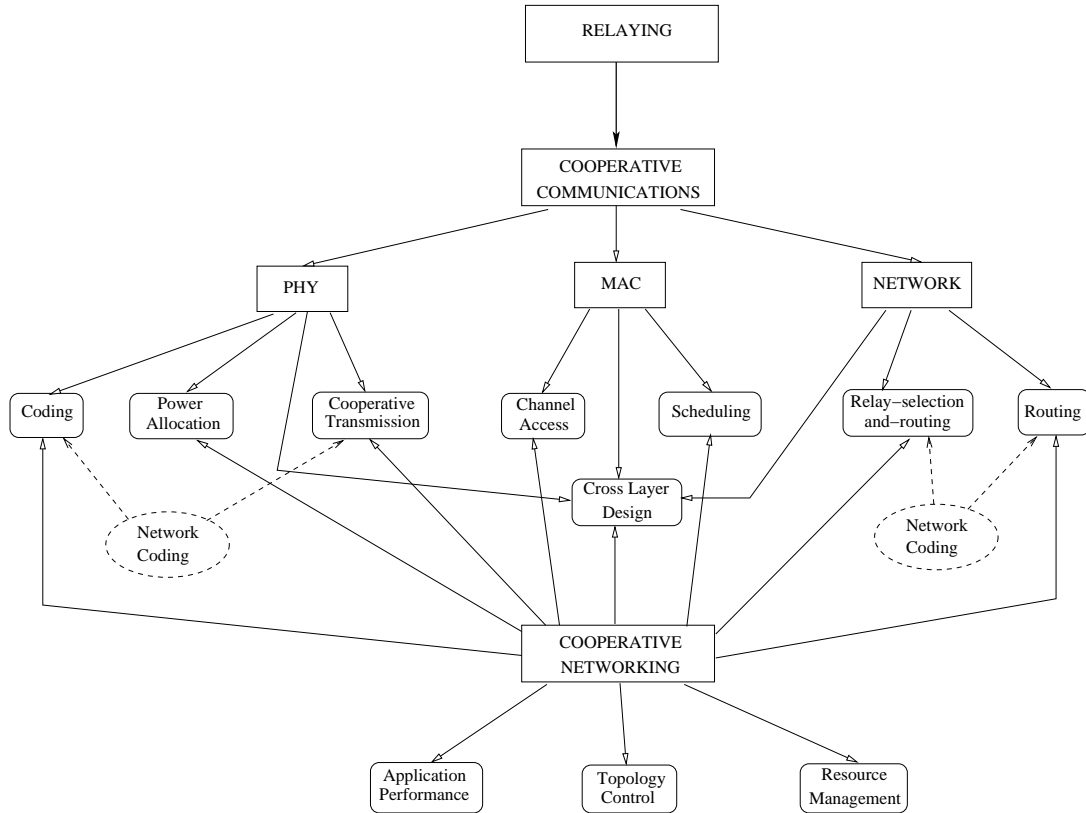 RELAYING
COOPERATIVE
COMMUNICATIONS
PHY
MAC
NETWORK
Coding
Power
Allocation
Cooperative
Transmission
Channel
Access
Scheduling
Relay−selection
and−routing
Routing
Cross Layer
Design
Network
Coding
Network
Coding
COOPERATIVE
NETWORKING
Application
Performance
Topology
Control
Resource
Management